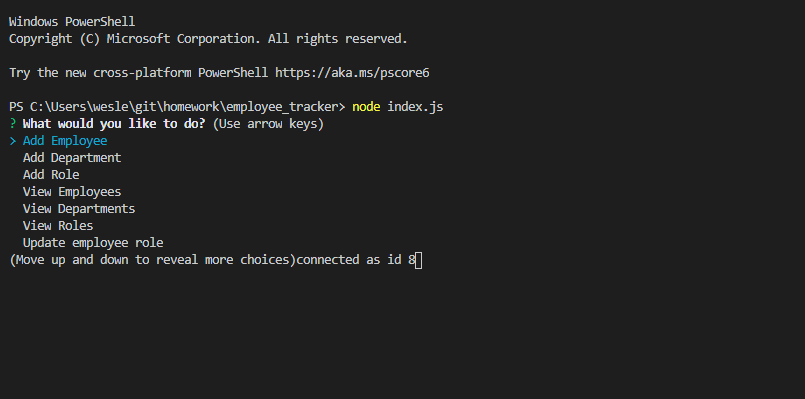 Windows PowerShell
Copyright (C) Microsoft Corporation. All rights reserved.
Try the new cross-platform PowerShell https://aka.ms/pscore6
PS C:\Users\wesle\git\homework\employee_tracker> node index.js
? What would you like to do? (Use arrow keys)
> Add Employee
Add Department
Add Role
View Employees
View Departments
View Roles
Update employee role
(Move up and down to reveal more choices)connected as id 8